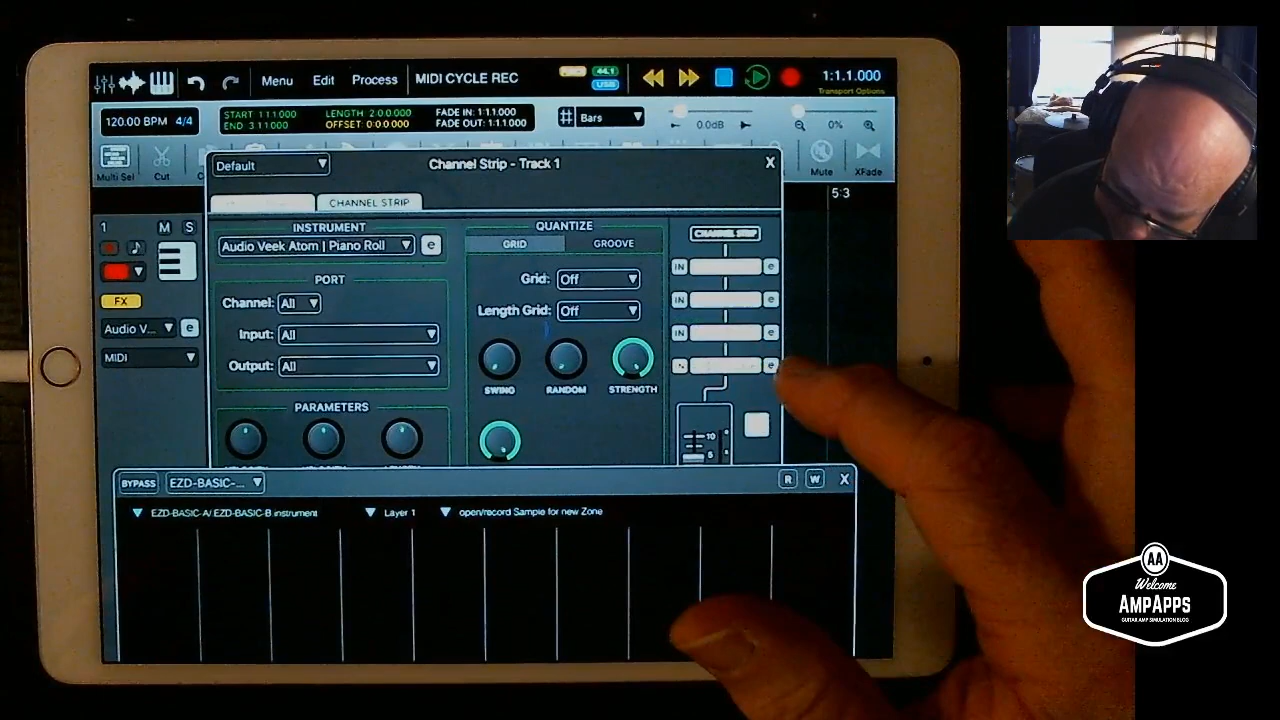 Menu Edit Process MIDI CYCLE REC
44.1
USB
1:1:1.000
Transport Options
120.00 BPM 4/4
START: 1:1:1.000 LENGTH: 2:0:0.000 FADE IN: 1:1:1.000
END: 3:1:1.000 OFFSET: 0:0:0.000 FADE OUT: 1:1:1.000
Bars
0.0dB
0%
Multi Sel
Cut
Mute
XFade
Default
Channel Strip - Track 1
X
5:3
CHANNEL STRIP
1 M S
INSTRUMENT
Audio Veek Atom | Piano Roll
e
PORT
Channel: All
Input: All
Output: All
PARAMETERS
QUANTIZE
GRID GROOVE
Grid: Off
Length Grid: Off
SWING RANDOM STRENGTH
CHANNEL STRIP
IN e
IN e
IN e
e
10
5
FX
Audio V... e
MIDI
BYPASS EZD-BASIC-... R W X
EZD-BASIC-A/ EZD-BASIC-B instrument Layer 1 open/record Sample for new Zone
AA
Welcome
AMPAPPS
GUITAR AMP SIMULATION BLOG